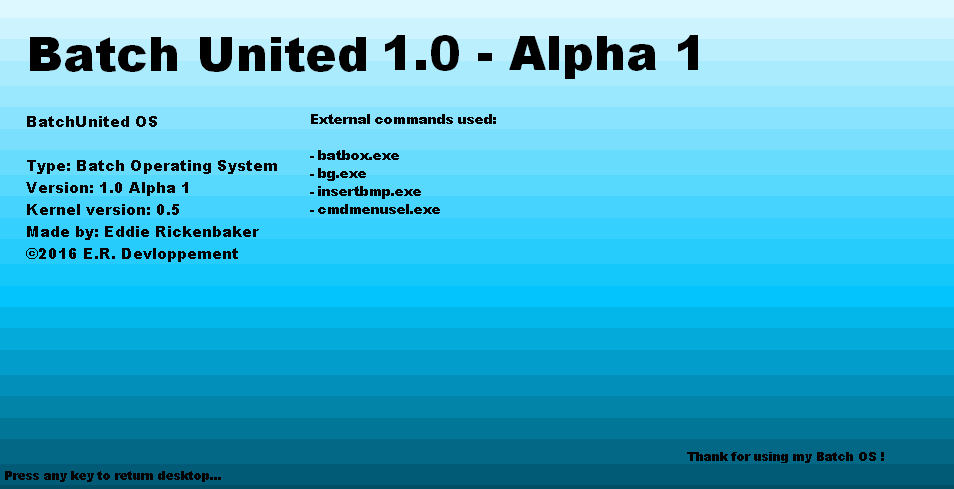 Batch United 1.0 - Alpha 1
BatchUnited OS
Type: Batch Operating System
Version: 1.0 Alpha 1
Kernel version: 0.5
Made by: Eddie Rickenbaker
©2016 E.R. Devloppement
External commands used:
- batbox.exe
- bg.exe
- insertbmp.exe
- cmdmenusel.exe
Thank for using my Batch OS !
Press any key to return desktop...